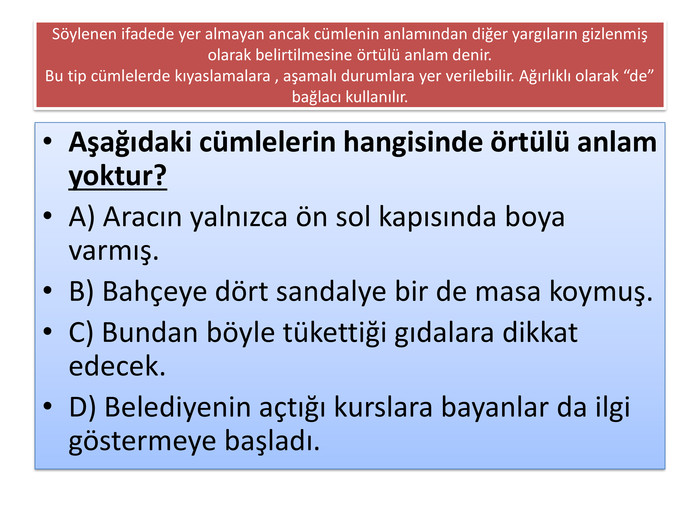 Söylenen ifadede yer almayan ancak cümlenin anlamından diğer yargıların gizlenmiş
olarak belirtilmesine örtülü anlam denir.
Bu tip cümlelerde kıyaslamalara , aşamalı durumlara yer verilebilir. Ağırlıklı olarak “de”
bağlacı kullanılır.
• Aşağıdaki cümlelerin hangisinde örtülü anlam
yoktur?
• A) Aracın yalnızca ön sol kapısında boya
varmış.
• B) Bahçeye dört sandalye bir de masa koymuş.
• C) Bundan böyle tükettiği gıdalara dikkat
edecek.
• D) Belediyenin açtığı kurslara bayanlar da ilgi
göstermeye başladı.